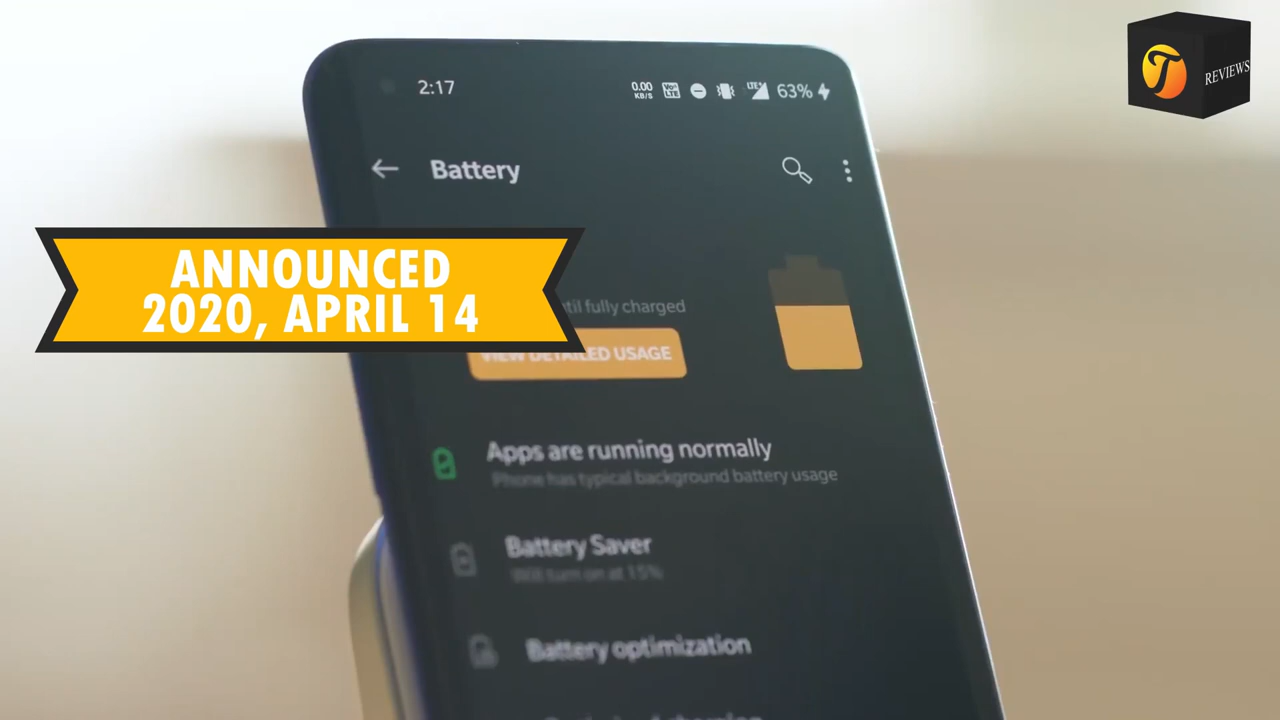 2:17
0.00
KB/S
LTE+
63%
REVIEWS
Battery
ANNOUNCED
2020, APRIL 14
til fully charged
VIEW DETAILED USAGE
Apps are running normally
Phone has typical background battery usage
Battery Saver
Will turn on at 15%
Battery optimization